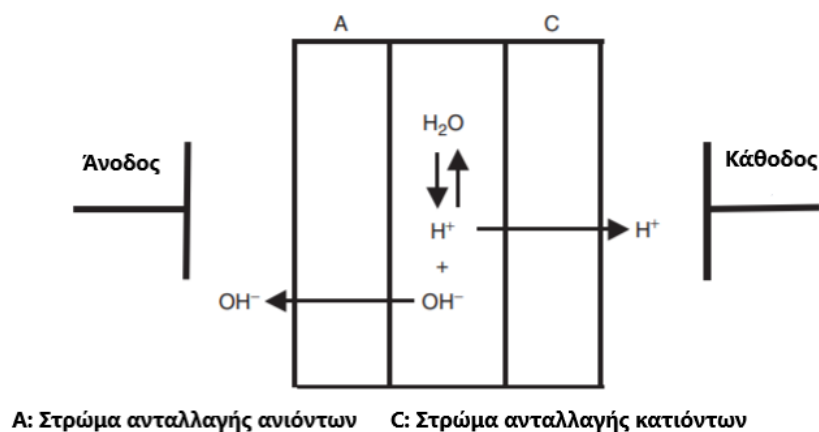 A C
H₂O
Άνοδος Κάθοδος
H⁺ H⁺
+
OH⁻ OH⁻
A: Στρώμα ανταλλαγής ανιόντων C: Στρώμα ανταλλαγής κατιόντων